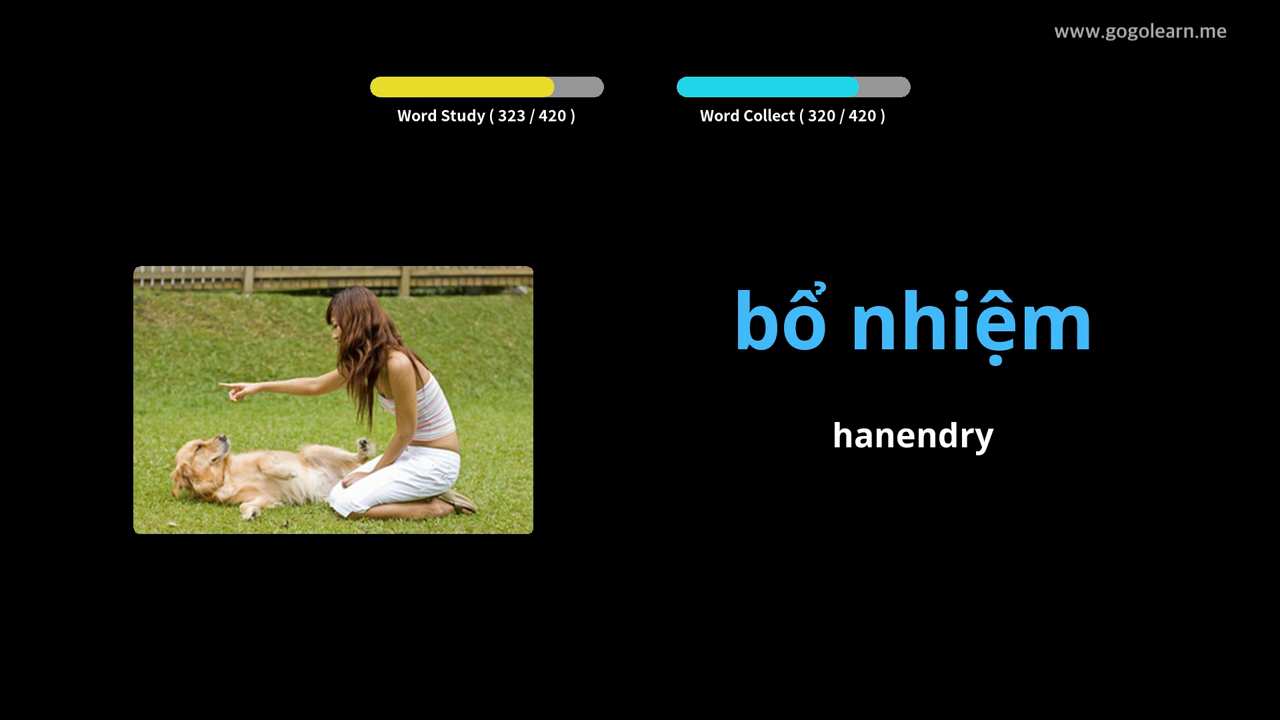 www.gogolearn.me
Word Study ( 323 / 420 )
Word Collect ( 320 / 420 )
bổ nhiệm
hanendry